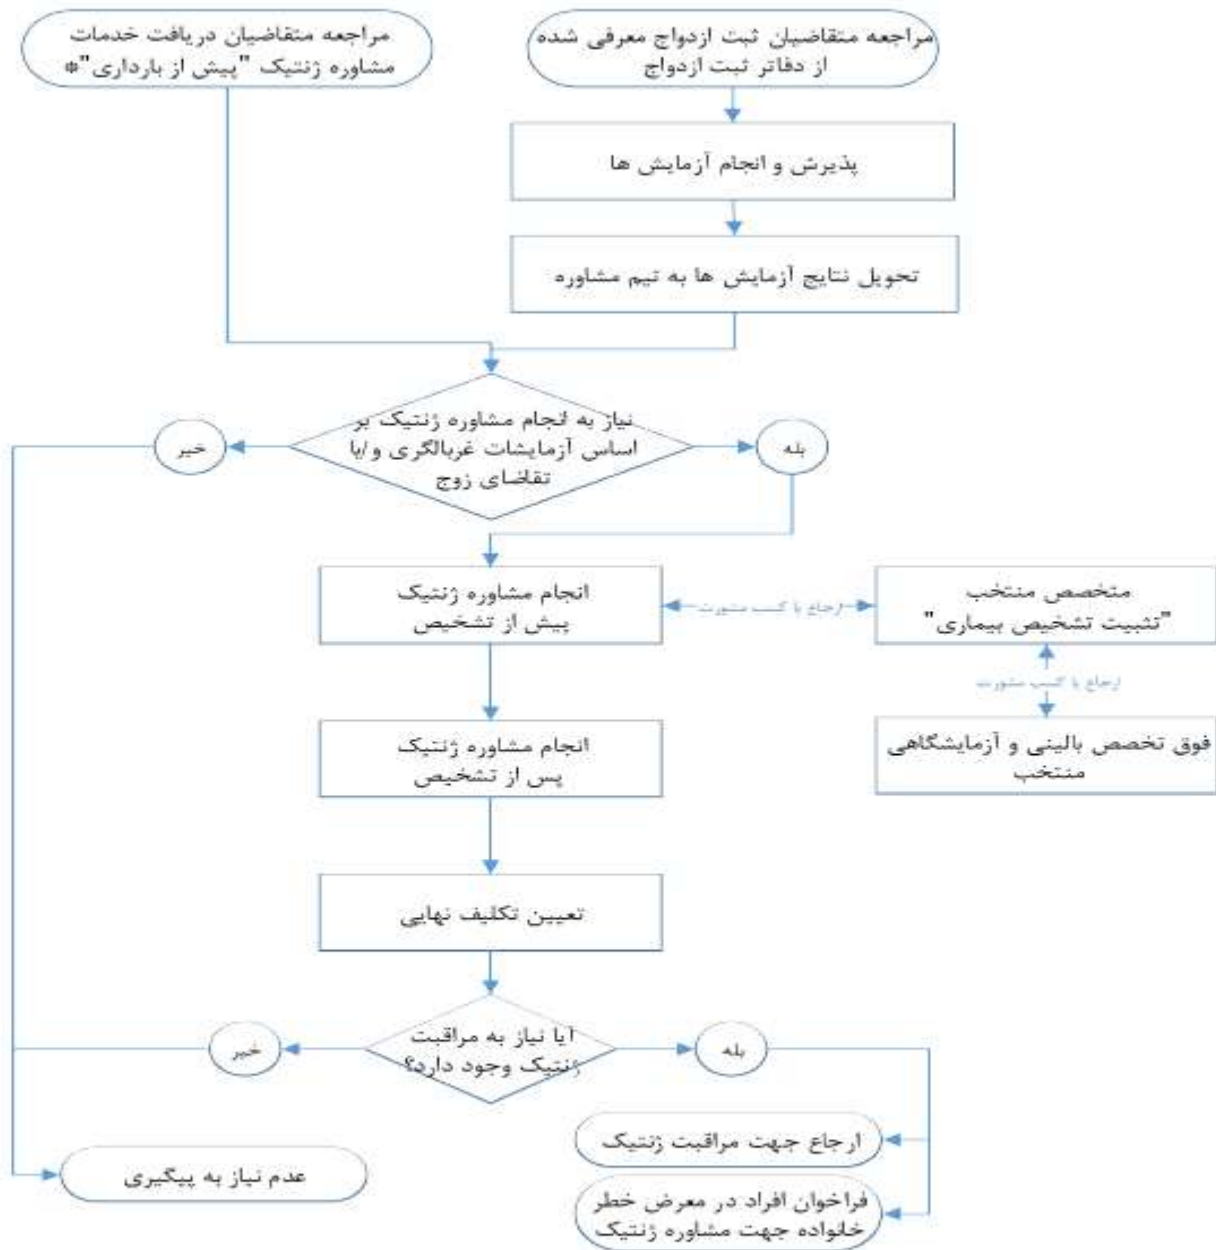 مراجعه متقاضیان ثبت ازدواج معرفی شده
از دفاتر ثبت ازدواج
مراجعه متقاضیان دریافت خدمات
مشاوره ژنتیک "پیش از بارداری"*
پذیرش و انجام آزمایش ها
تحویل نتایج آزمایش ها به تیم مشاوره
نیاز به انجام مشاوره ژنتیک بر
اساس آزمایشات غربالگری و/یا
تقاضای زوج
بله
خیر
انجام مشاوره ژنتیک
پیش از تشخیص
ارجاع یا کسب مشورت
متخصص منتخب
"تثبیت تشخیص بیماری"
ارجاع یا کسب مشورت
فوق تخصص بالینی و آزمایشگاهی
منتخب
انجام مشاوره ژنتیک
پس از تشخیص
تعیین تکلیف نهایی
آیا نیاز به مراقبت
ژنتیک وجود دارد؟
بله
خیر
ارجاع جهت مراقبت ژنتیک
فراخوان افراد در معرض خطر
خانواده جهت مشاوره ژنتیک
عدم نیاز به پیگیری